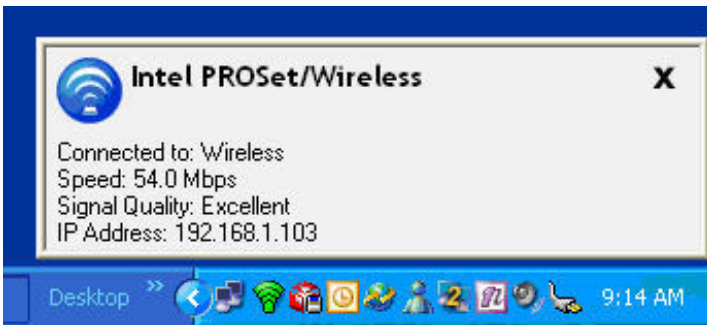 Intel PROSet/Wireless X
Connected to: Wireless
Speed: 54.0 Mbps
Signal Quality: Excellent
IP Address: 192.168.1.103
Desktop » 2 n 9:14 AM